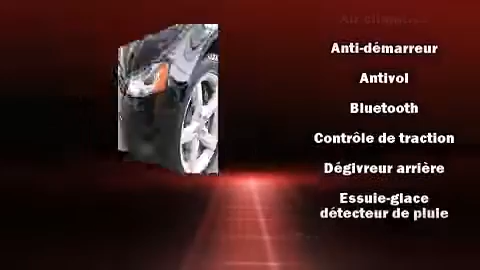 Anti-démarreur
Antivol
Bluetooth
Contrôle de traction
Dégivreur arrière
Essuie-glace
détecteur de pluie